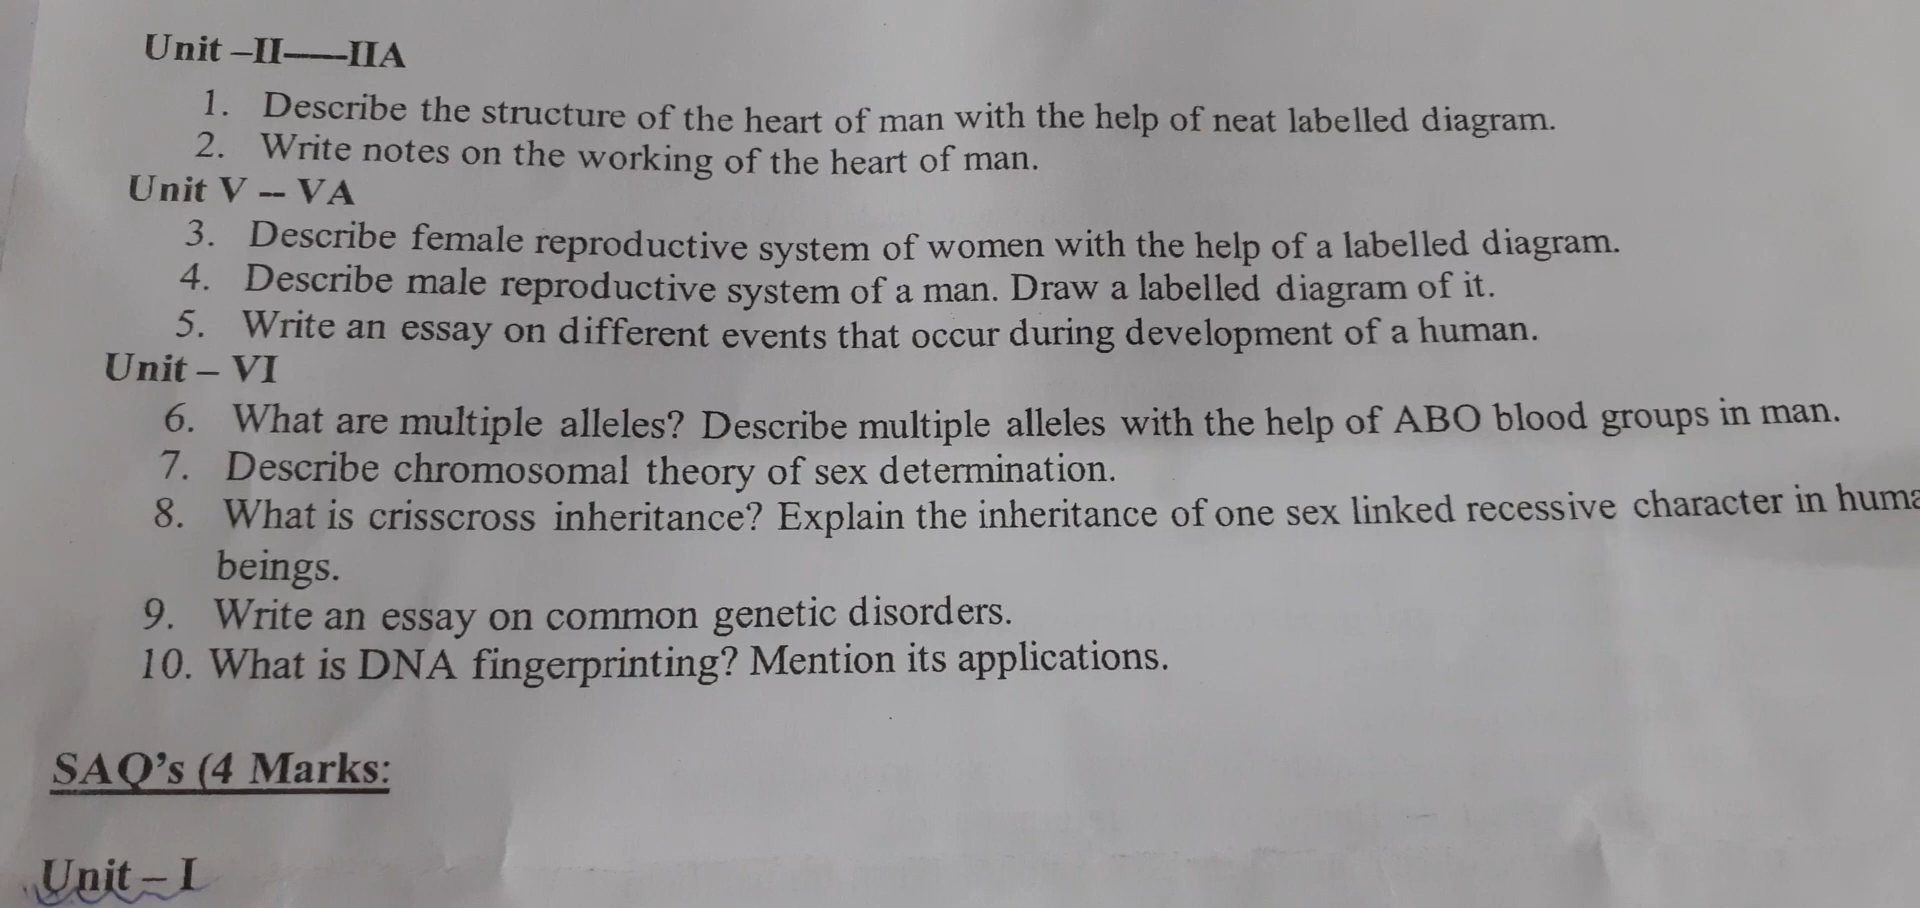 Unit –II——IIA
1. Describe the structure of the heart of man with the help of neat labelled diagram.
2. Write notes on the working of the heart of man.
Unit V -- VA
3. Describe female reproductive system of women with the help of a labelled diagram.
4. Describe male reproductive system of a man. Draw a labelled diagram of it.
5. Write an essay on different events that occur during development of a human.
Unit – VI
6. What are multiple alleles? Describe multiple alleles with the help of ABO blood groups in man.
7. Describe chromosomal theory of sex determination.
8. What is crisscross inheritance? Explain the inheritance of one sex linked recessive character in huma
beings.
9. Write an essay on common genetic disorders.
10. What is DNA fingerprinting? Mention its applications.
SAQ's (4 Marks:
Unit – I